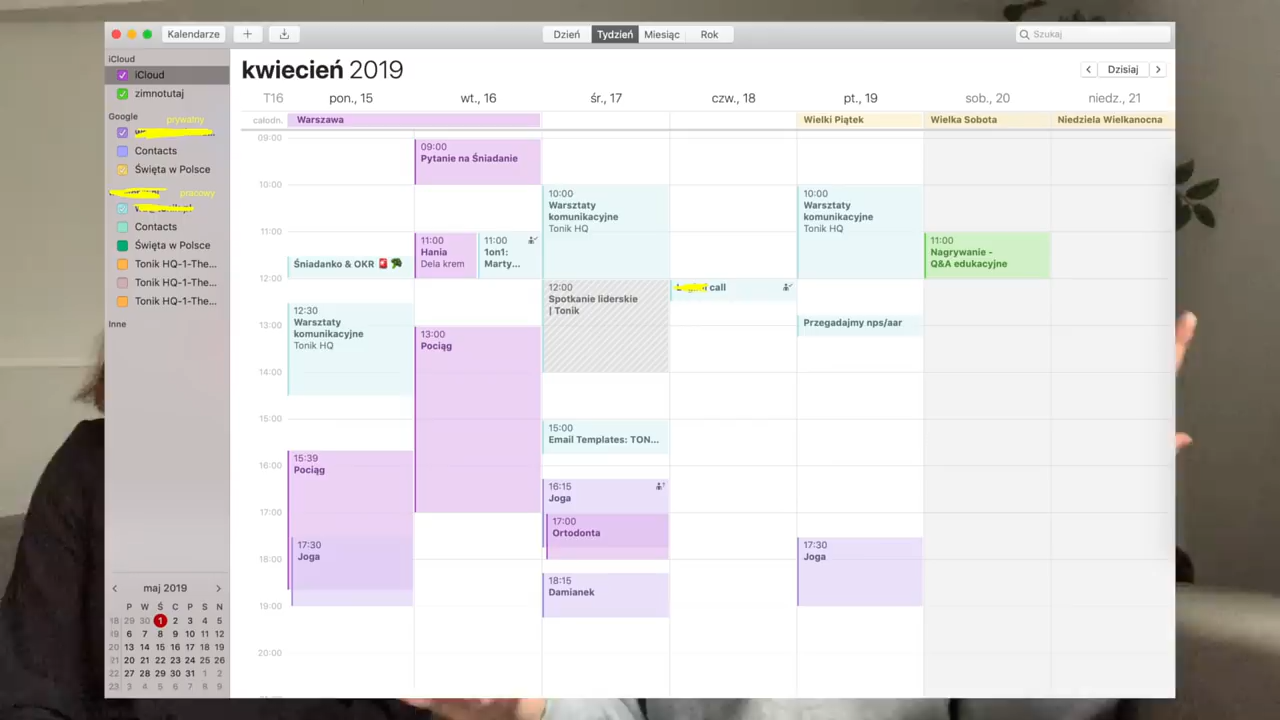 Kalendarze
Dzień Tydzień Miesiąc Rok
Szukaj
iCloud
iCloud
zimnotutaj
Google
prywatny
Contacts
Święta w Polsce
pracowy
Contacts
Święta w Polsce
Tonik HQ-1-The...
Tonik HQ-1-The...
Tonik HQ-1-The...
Inne
maj 2019
P W Ś C P S N
18 29 30 1 2 3 4 5
19 6 7 8 9 10 11 12
20 13 14 15 16 17 18 19
21 20 21 22 23 24 25 26
22 27 28 29 30 31 1 2
23 3 4 5 6 7 8 9
kwiecień 2019
Dzisiaj
T16 pon., 15 wt., 16 śr., 17 czw., 18 pt., 19 sob., 20 niedz., 21
całodn. Warszawa Wielki Piątek Wielka Sobota Niedziela Wielkanocna
09:00
10:00
11:00
12:00
13:00
14:00
15:00
16:00
17:00
18:00
19:00
20:00
Śniadanko & OKR
12:30
Warsztaty
komunikacyjne
Tonik HQ
15:39
Pociąg
17:30
Joga
09:00
Pytanie na Śniadanie
11:00
Hania
Dela krem
11:00
1on1:
Marty...
13:00
Pociąg
10:00
Warsztaty
komunikacyjne
Tonik HQ
12:00
Spotkanie liderskie
| Tonik
15:00
Email Templates: TON...
16:15
Joga
17:00
Ortodonta
18:15
Damianek
call
10:00
Warsztaty
komunikacyjne
Tonik HQ
Przegadajmy nps/aar
17:30
Joga
11:00
Nagrywanie -
Q&A edukacyjne